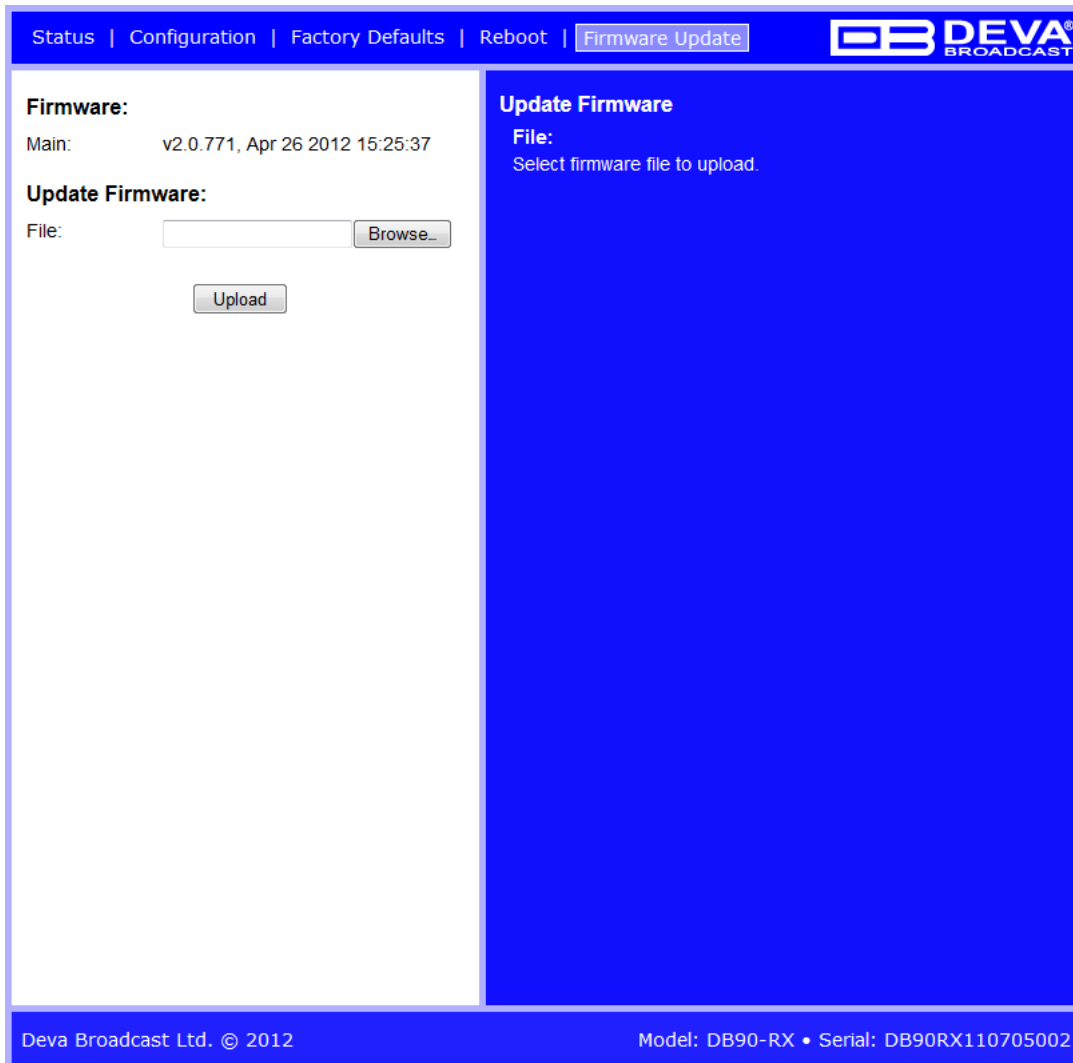 Status | Configuration | Factory Defaults | Reboot | Firmware Update
DEVA®
BROADCAST
Firmware:
Main: v2.0.771, Apr 26 2012 15:25:37
Update Firmware:
File: Browse...
Upload
Update Firmware
File:
Select firmware file to upload.
Deva Broadcast Ltd. © 2012
Model: DB90-RX • Serial: DB90RX110705002